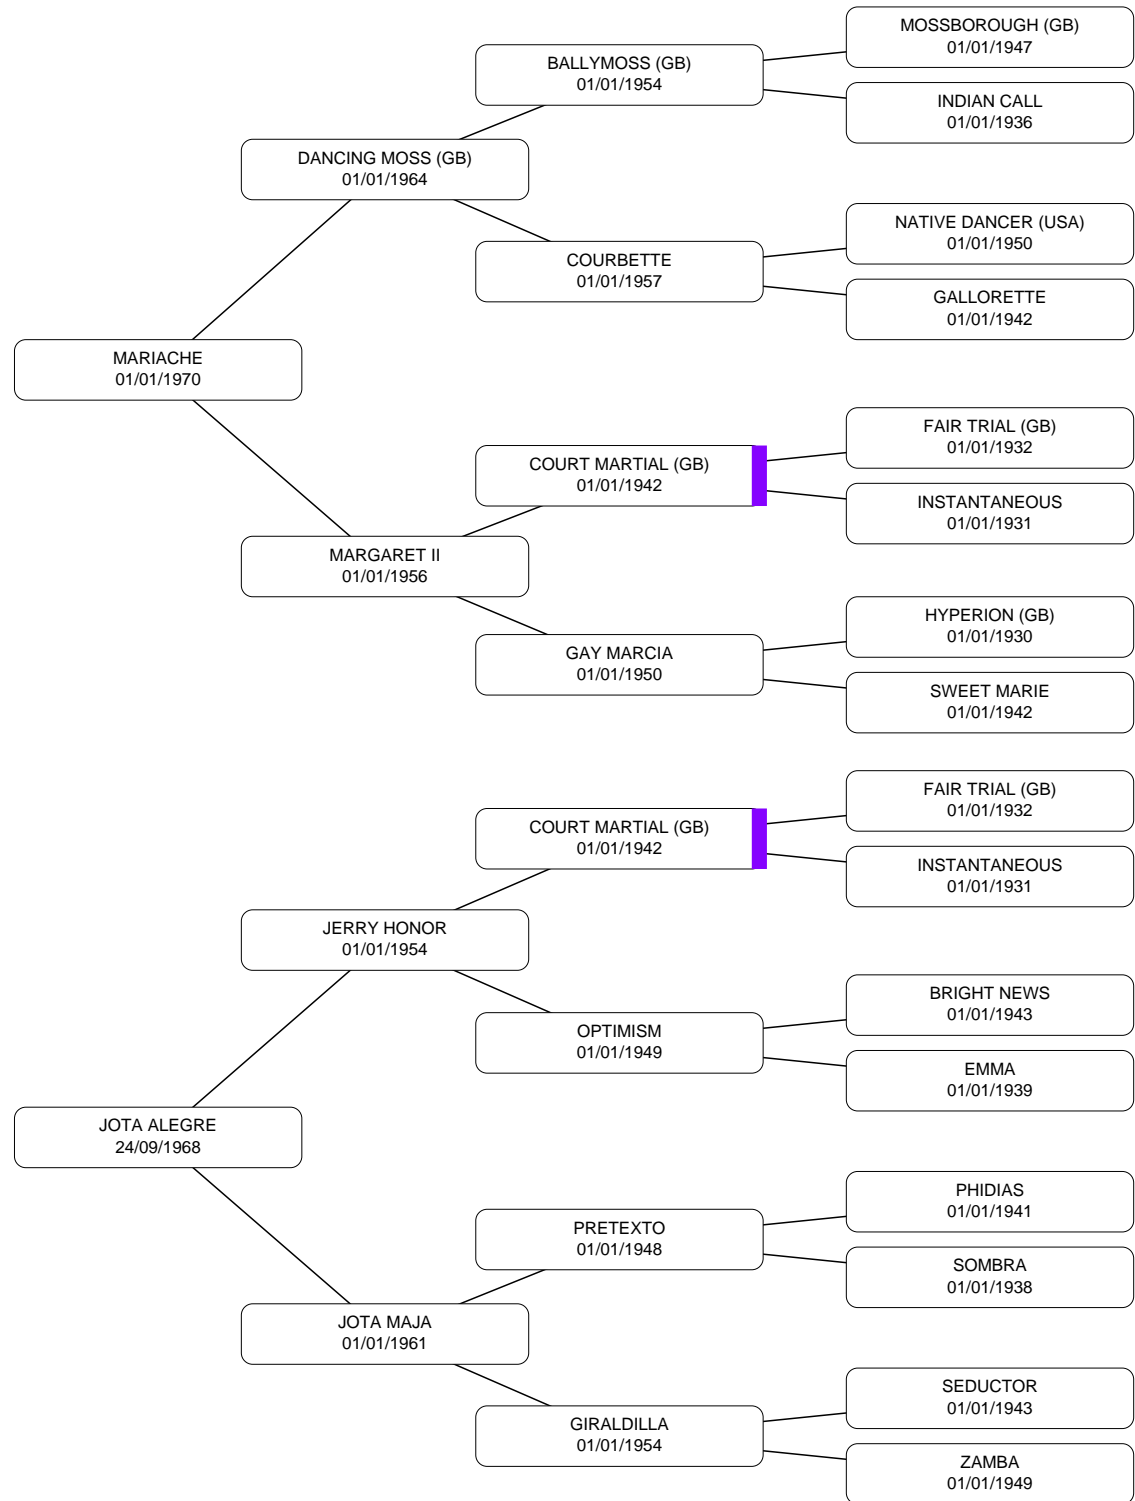 MOSSBOROUGH (GB)
01/01/1947
BALLYMOSS (GB)
01/01/1954
INDIAN CALL
01/01/1936
DANCING MOSS (GB)
01/01/1964
NATIVE DANCER (USA)
01/01/1950
COURBETTE
01/01/1957
GALLORETTE
01/01/1942
MARIACHE
01/01/1970
FAIR TRIAL (GB)
01/01/1932
COURT MARTIAL (GB)
01/01/1942
INSTANTANEOUS
01/01/1931
MARGARET II
01/01/1956
HYPERION (GB)
01/01/1930
GAY MARCIA
01/01/1950
SWEET MARIE
01/01/1942
FAIR TRIAL (GB)
01/01/1932
COURT MARTIAL (GB)
01/01/1942
INSTANTANEOUS
01/01/1931
JERRY HONOR
01/01/1954
BRIGHT NEWS
01/01/1943
OPTIMISM
01/01/1949
EMMA
01/01/1939
JOTA ALEGRE
24/09/1968
PHIDIAS
01/01/1941
PRETEXTO
01/01/1948
SOMBRA
01/01/1938
JOTA MAJA
01/01/1961
SEDUCTOR
01/01/1943
GIRALDILLA
01/01/1954
ZAMBA
01/01/1949